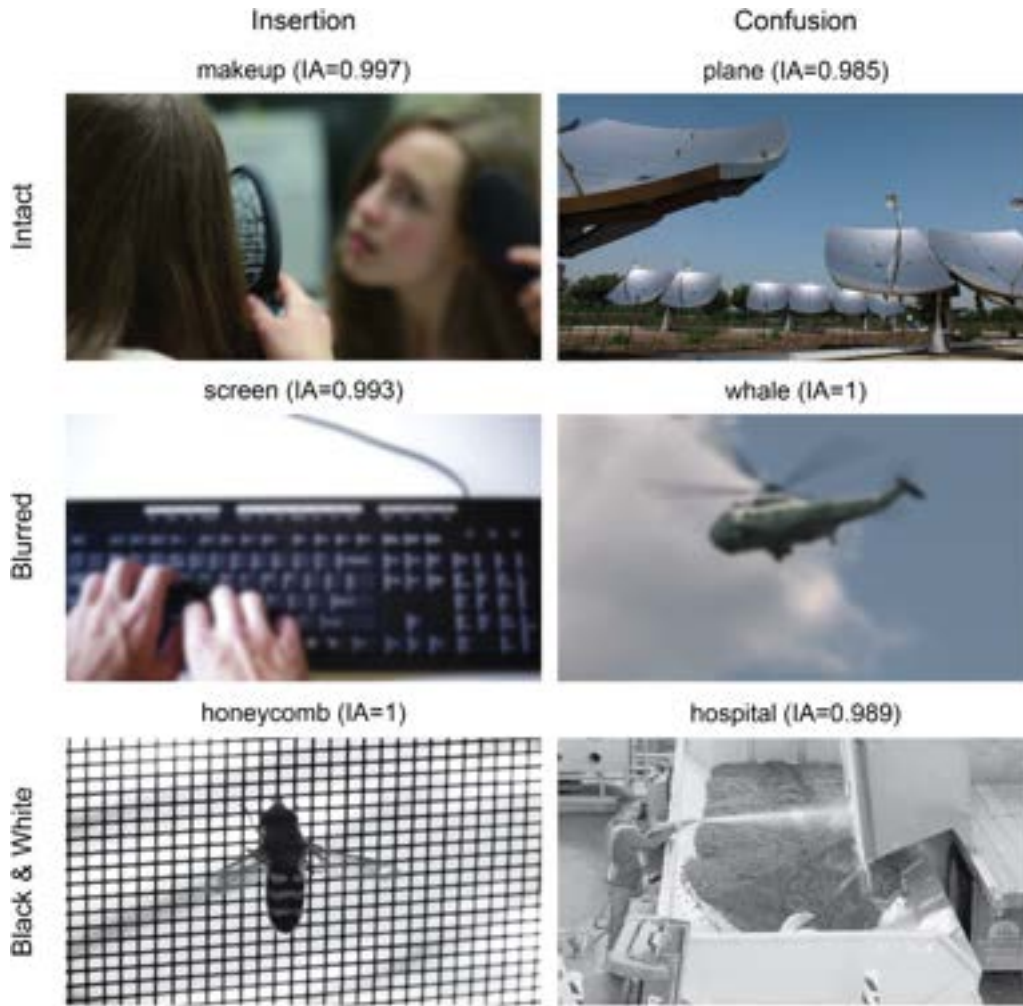 Insertion
Confusion
makeup (IA=0.997)
plane (IA=0.985)
Intact
screen (IA=0.993)
whale (IA=1)
Blurred
honeycomb (IA=1)
hospital (IA=0.989)
Black & White